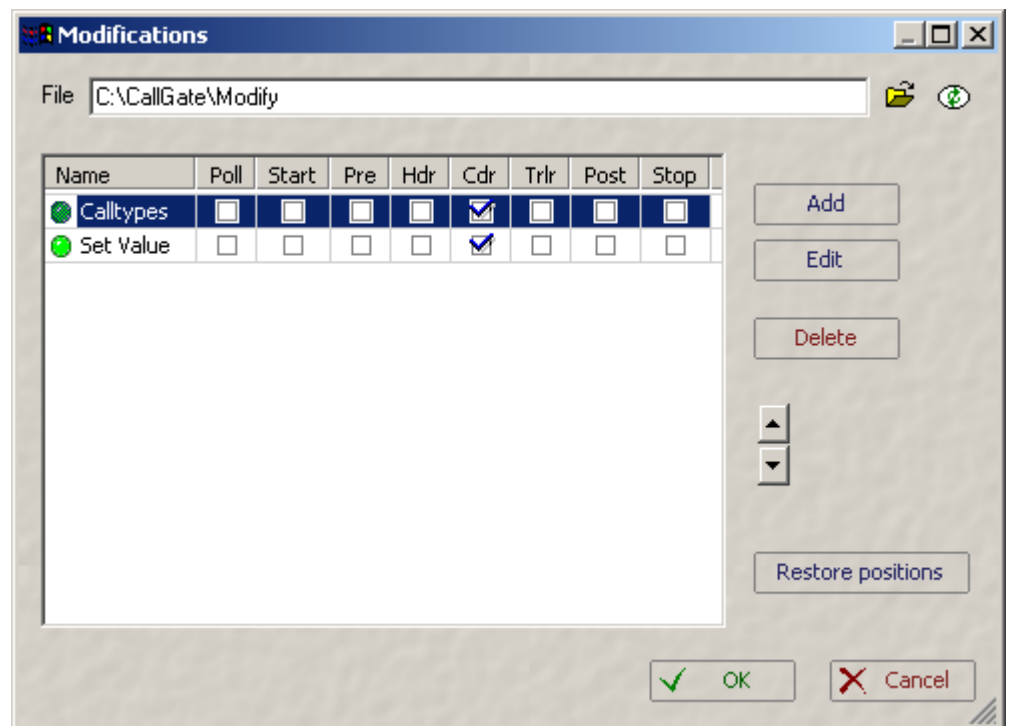 Modifications
File C:\CallGate\Modify
Name Poll Start Pre Hdr Cdr Trlr Post Stop
Calltypes
Set Value
Add
Edit
Delete
Restore positions
OK Cancel